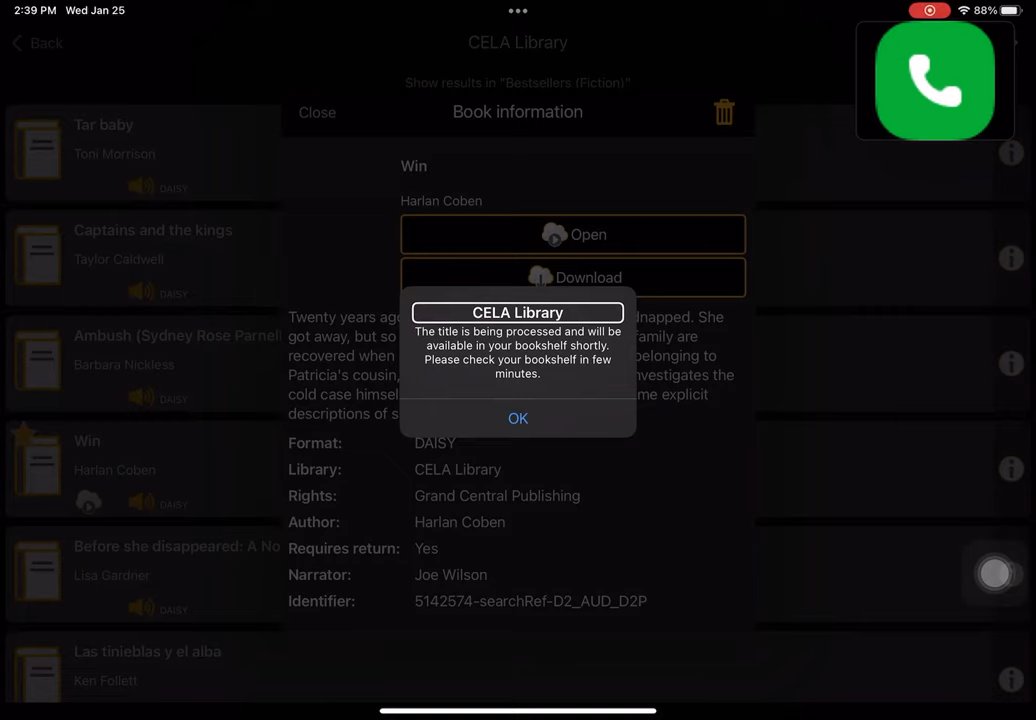 2:39 PM Wed Jan 25
88%
Back
CELA Library
Show results in "Bestsellers (Fiction)"
Close
Book information
Tar baby
Toni Morrison
DAISY
Captains and the kings
Taylor Caldwell
DAISY
Ambush (Sydney Rose Parnell
Barbara Nickless
DAISY
Win
Harlan Coben
DAISY
Before she disappeared: A No
Lisa Gardner
DAISY
Las tinieblas y el alba
Ken Follett
Win
Harlan Coben
Open
Download
Twenty years ago dnapped. She
got away, but so family are
recovered when belonging to
Patricia's cousin, nvestigates the
cold case himsel me explicit
descriptions of s
CELA Library
The title is being processed and will be
available in your bookshelf shortly.
Please check your bookshelf in few
minutes.
OK
Format: DAISY
Library: CELA Library
Rights: Grand Central Publishing
Author: Harlan Coben
Requires return: Yes
Narrator: Joe Wilson
Identifier: 5142574-searchRef-D2_AUD_D2P